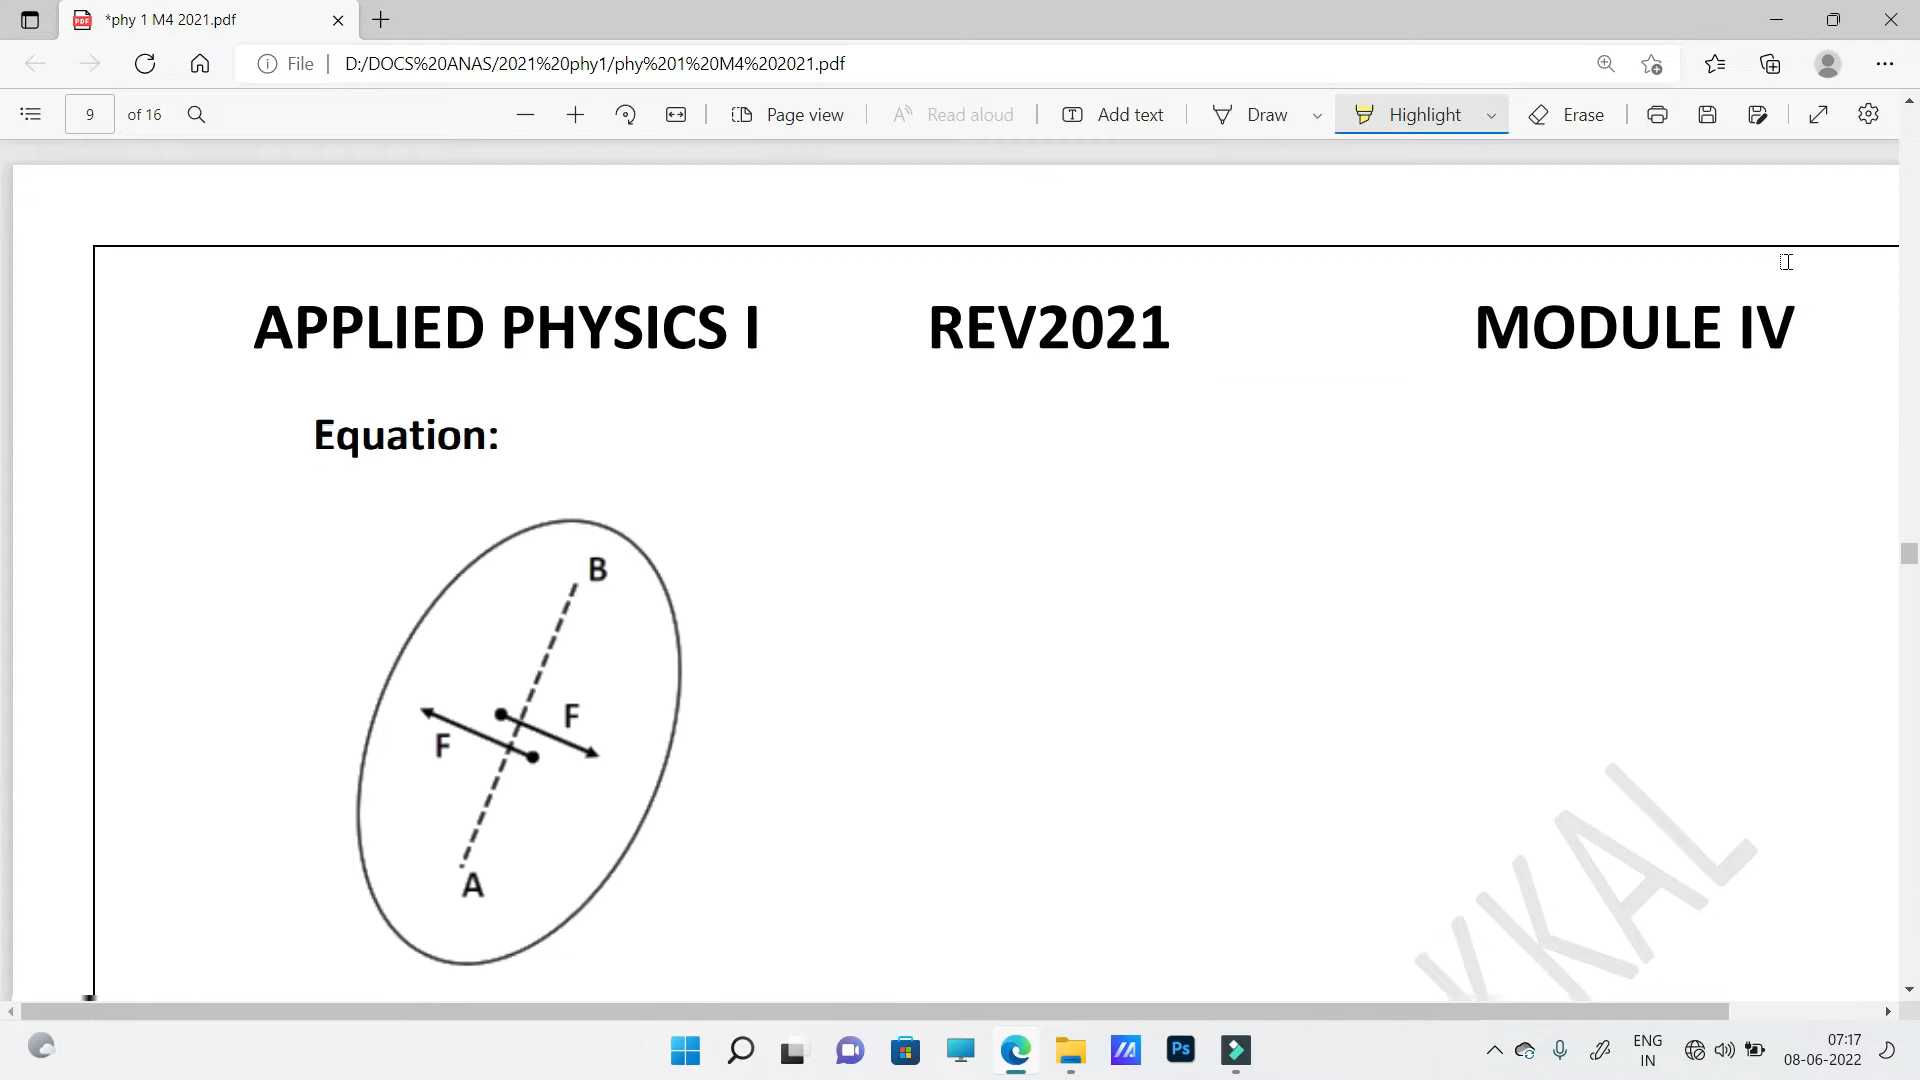 *phy 1 M4 2021.pdf
File
D:/DOCS%20ANAS/2021%20phy1/phy%201%20M4%202021.pdf
9 of 16
Page view
Read aloud
Add text
Draw
Highlight
Erase
APPLIED PHYSICS I REV2021 MODULE IV
Equation:
B
F
F
A
KKAL
ENG
IN
07:17
08-06-2022
Ps